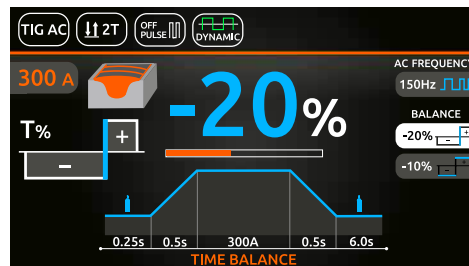 TIG AC
2T
OFF
PULSE
DYNAMIC
300 A
-20%
T%
+
-
AC FREQUENCY
150Hz
BALANCE
-20%
-10%
0.25s 0.5s 300A 0.5s 6.0s
TIME BALANCE